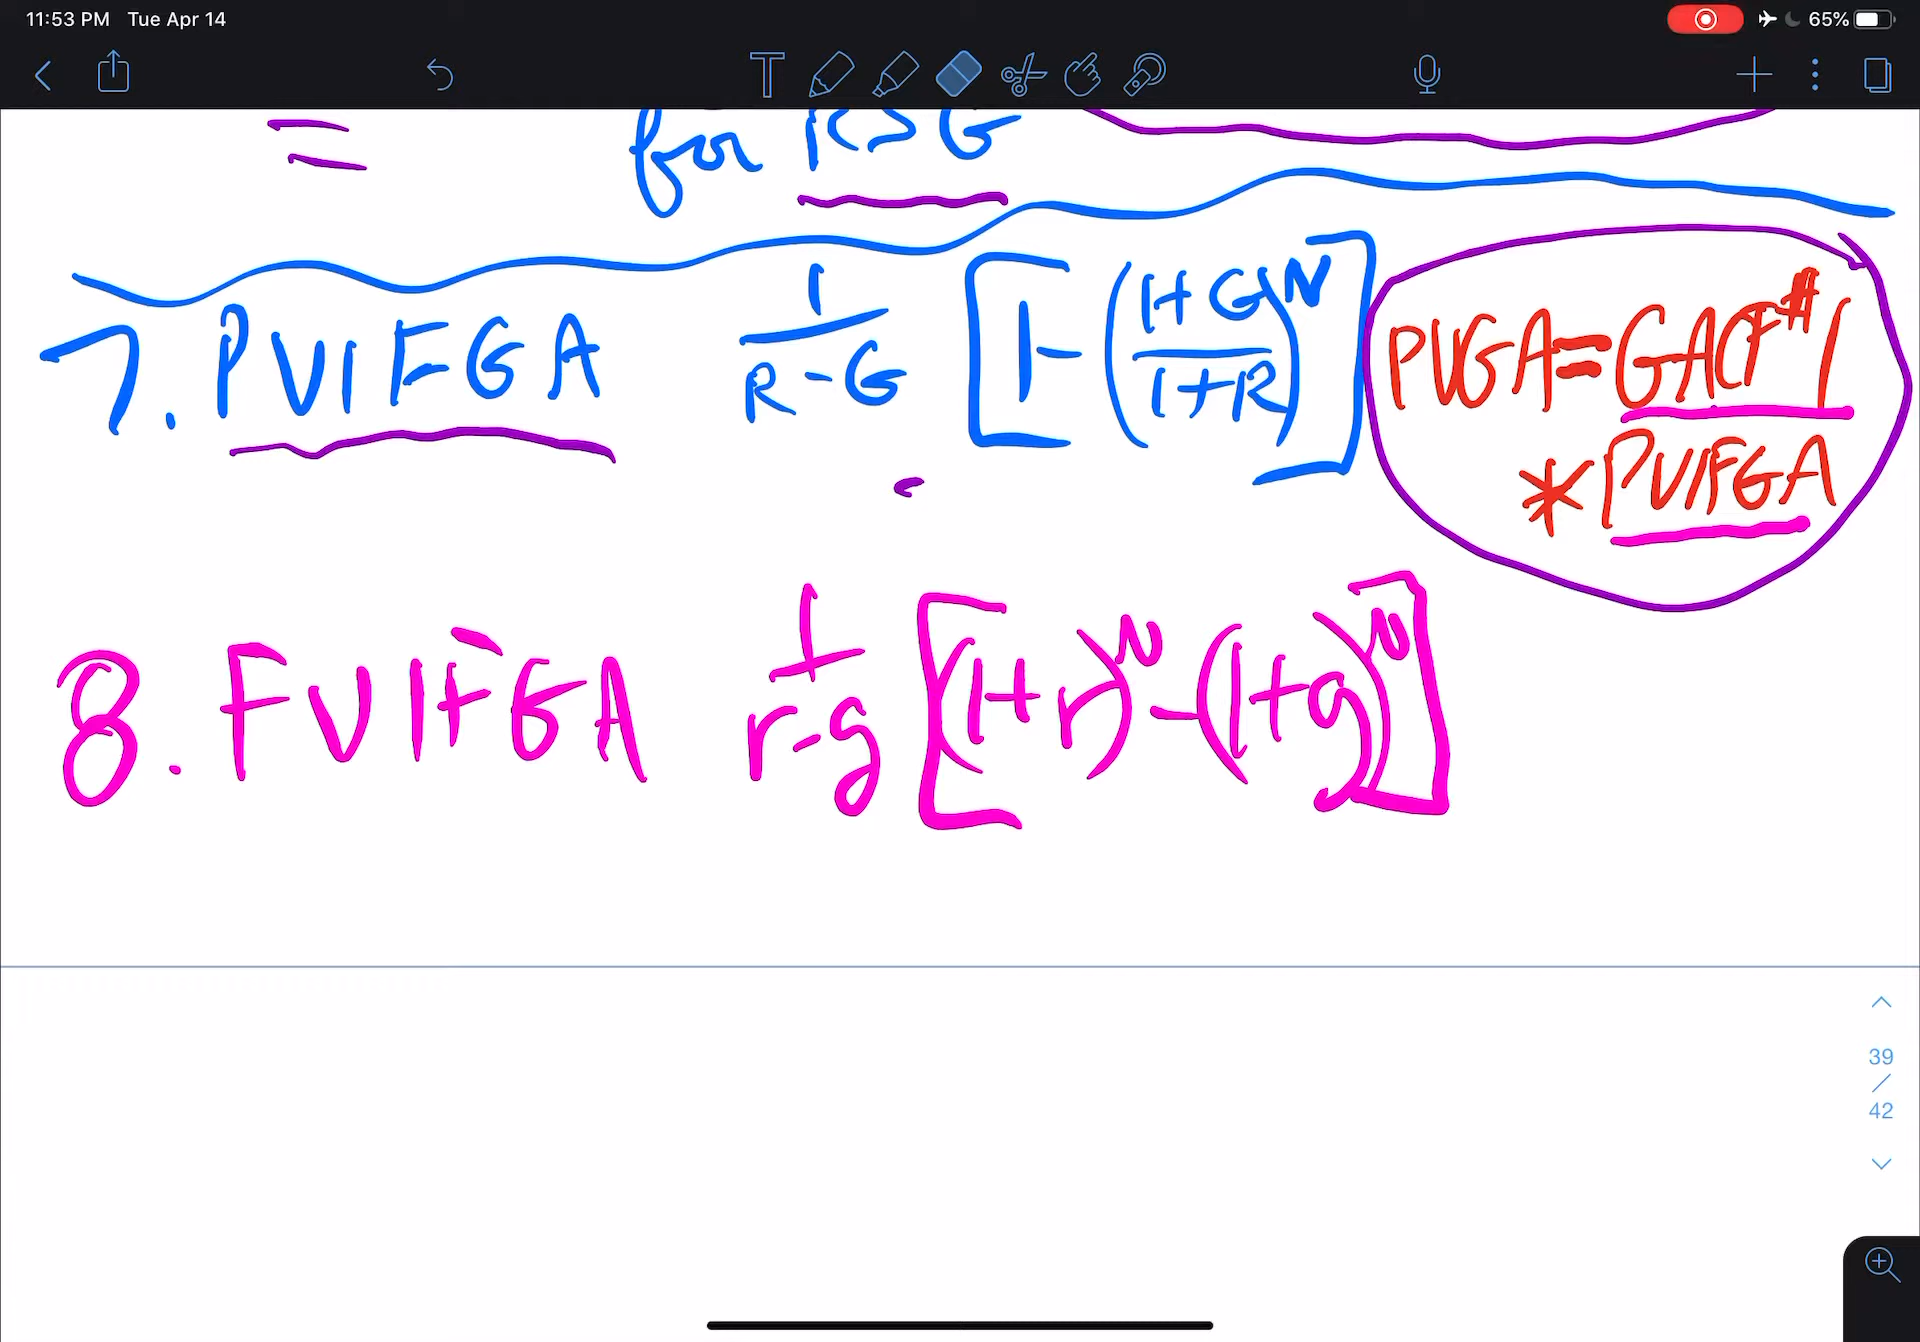 11:53 PM Tue Apr 14
65%
for RSG
7. PVIFGA 1/(R-G) [1-((1+G)/(1+R))^N]
PVGA=GACF#1
*PVIFGA
8. FVIFGA 1/(r-g) [(1+r)^N-(1+g)^N]
39
/
42